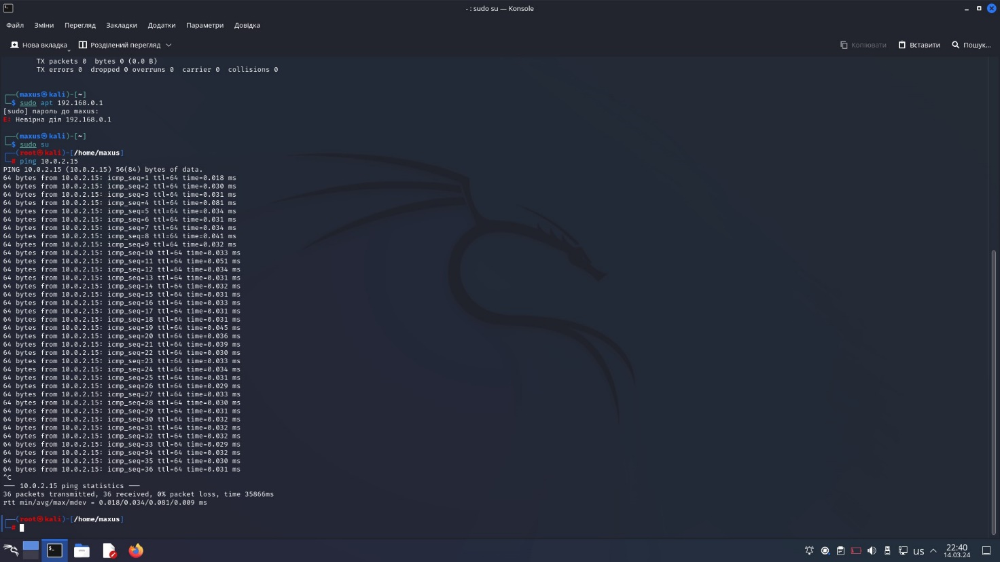 - : sudo su — Konsole
Файл Зміни Перегляд Закладки Додатки Параметри Довідка
Нова вкладка Розділений перегляд Копіювати Вставити Пошук...
TX packets 0 bytes 0 (0.0 B)
TX errors 0 dropped 0 overruns 0 carrier 0 collisions 0
┌──(maxus㉿kali)-[~]
└─$ sudo apt 192.168.0.1
[sudo] пароль до maxus:
E: Невірна дія 192.168.0.1
┌──(maxus㉿kali)-[~]
└─$ sudo su
┌──(root㉿kali)-[/home/maxus]
└─# ping 10.0.2.15
PING 10.0.2.15 (10.0.2.15) 56(84) bytes of data.
64 bytes from 10.0.2.15: icmp_seq=1 ttl=64 time=0.018 ms
64 bytes from 10.0.2.15: icmp_seq=2 ttl=64 time=0.030 ms
64 bytes from 10.0.2.15: icmp_seq=3 ttl=64 time=0.031 ms
64 bytes from 10.0.2.15: icmp_seq=4 ttl=64 time=0.081 ms
64 bytes from 10.0.2.15: icmp_seq=5 ttl=64 time=0.034 ms
64 bytes from 10.0.2.15: icmp_seq=6 ttl=64 time=0.031 ms
64 bytes from 10.0.2.15: icmp_seq=7 ttl=64 time=0.034 ms
64 bytes from 10.0.2.15: icmp_seq=8 ttl=64 time=0.041 ms
64 bytes from 10.0.2.15: icmp_seq=9 ttl=64 time=0.032 ms
64 bytes from 10.0.2.15: icmp_seq=10 ttl=64 time=0.033 ms
64 bytes from 10.0.2.15: icmp_seq=11 ttl=64 time=0.051 ms
64 bytes from 10.0.2.15: icmp_seq=12 ttl=64 time=0.034 ms
64 bytes from 10.0.2.15: icmp_seq=13 ttl=64 time=0.031 ms
64 bytes from 10.0.2.15: icmp_seq=14 ttl=64 time=0.032 ms
64 bytes from 10.0.2.15: icmp_seq=15 ttl=64 time=0.031 ms
64 bytes from 10.0.2.15: icmp_seq=16 ttl=64 time=0.033 ms
64 bytes from 10.0.2.15: icmp_seq=17 ttl=64 time=0.031 ms
64 bytes from 10.0.2.15: icmp_seq=18 ttl=64 time=0.031 ms
64 bytes from 10.0.2.15: icmp_seq=19 ttl=64 time=0.045 ms
64 bytes from 10.0.2.15: icmp_seq=20 ttl=64 time=0.036 ms
64 bytes from 10.0.2.15: icmp_seq=21 ttl=64 time=0.039 ms
64 bytes from 10.0.2.15: icmp_seq=22 ttl=64 time=0.030 ms
64 bytes from 10.0.2.15: icmp_seq=23 ttl=64 time=0.033 ms
64 bytes from 10.0.2.15: icmp_seq=24 ttl=64 time=0.034 ms
64 bytes from 10.0.2.15: icmp_seq=25 ttl=64 time=0.031 ms
64 bytes from 10.0.2.15: icmp_seq=26 ttl=64 time=0.029 ms
64 bytes from 10.0.2.15: icmp_seq=27 ttl=64 time=0.033 ms
64 bytes from 10.0.2.15: icmp_seq=28 ttl=64 time=0.030 ms
64 bytes from 10.0.2.15: icmp_seq=29 ttl=64 time=0.031 ms
64 bytes from 10.0.2.15: icmp_seq=30 ttl=64 time=0.032 ms
64 bytes from 10.0.2.15: icmp_seq=31 ttl=64 time=0.032 ms
64 bytes from 10.0.2.15: icmp_seq=32 ttl=64 time=0.032 ms
64 bytes from 10.0.2.15: icmp_seq=33 ttl=64 time=0.029 ms
64 bytes from 10.0.2.15: icmp_seq=34 ttl=64 time=0.032 ms
64 bytes from 10.0.2.15: icmp_seq=35 ttl=64 time=0.030 ms
64 bytes from 10.0.2.15: icmp_seq=36 ttl=64 time=0.031 ms
^C
--- 10.0.2.15 ping statistics ---
36 packets transmitted, 36 received, 0% packet loss, time 35866ms
rtt min/avg/max/mdev = 0.018/0.034/0.081/0.009 ms
┌──(root㉿kali)-[/home/maxus]
└─#
us 22:40
14.03.24